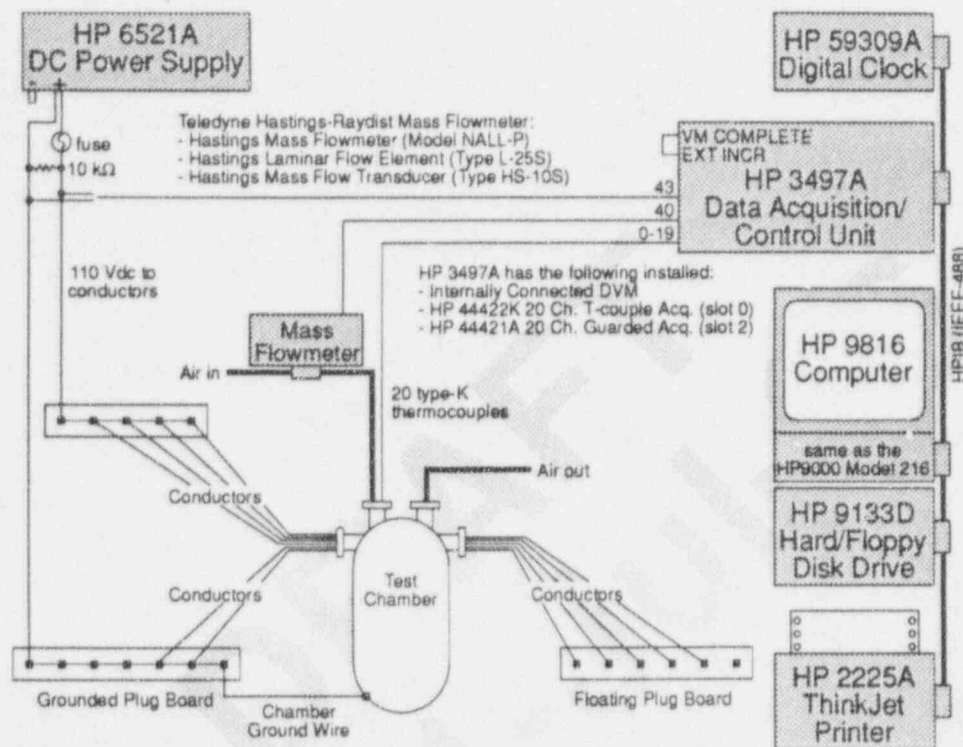 HP 6521A
DC Power Supply
- +
fuse
10 kΩ
Teledyne Hastings-Raydist Mass Flowmeter:
- Hastings Mass Flowmeter (Model NALL-P)
- Hastings Laminar Flow Element (Type L-25S)
- Hastings Mass Flow Transducer (Type HS-10S)
HP 59309A
Digital Clock
VM COMPLETE
EXT INCR
HP 3497A
Data Acquisition/
Control Unit
43
40
0-19
HPIB (IEEE-488)
110 Vdc to
conductors
HP 3497A has the following installed:
- Internally Connected DVM
- HP 44422K 20 Ch. T-couple Acq. (slot 0)
- HP 44421A 20 Ch. Guarded Acq. (slot 2)
Mass
Flowmeter
Air in
20 type-K
thermocouples
Air out
HP 9816
Computer
same as the
HP9000 Model 216
Conductors
HP 9133D
Hard/Floppy
Disk Drive
Test
Chamber
Conductors
Conductors
Grounded Plug Board
Chamber
Ground Wire
Floating Plug Board
HP 2225A
ThinkJet
Printer
DRAFT